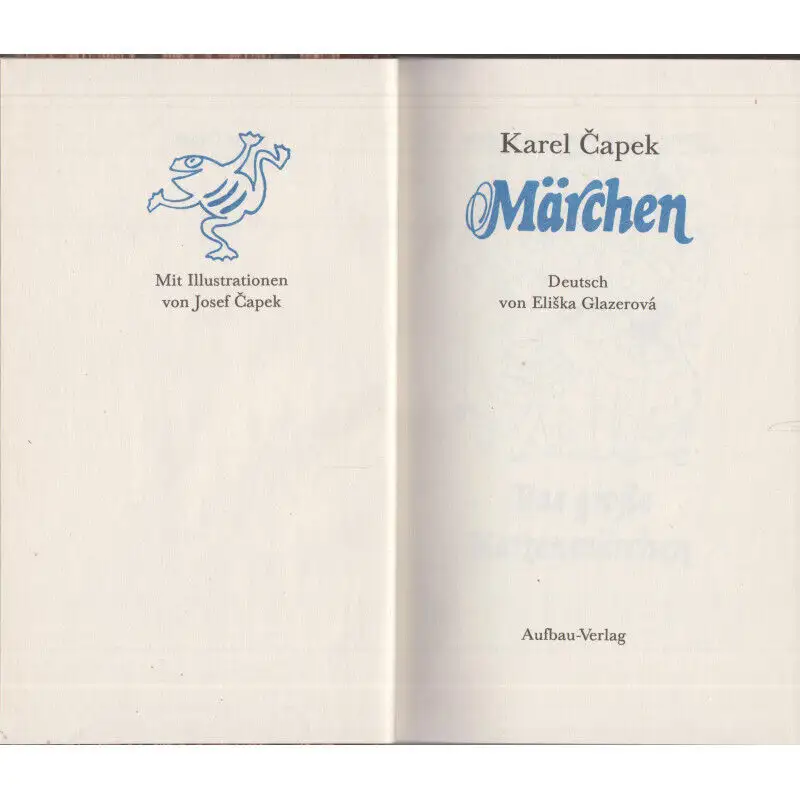 Mit Illustrationen
von Josef Čapek
Karel Čapek
Märchen
Deutsch
von Eliška Glazerová
Aufbau-Verlag